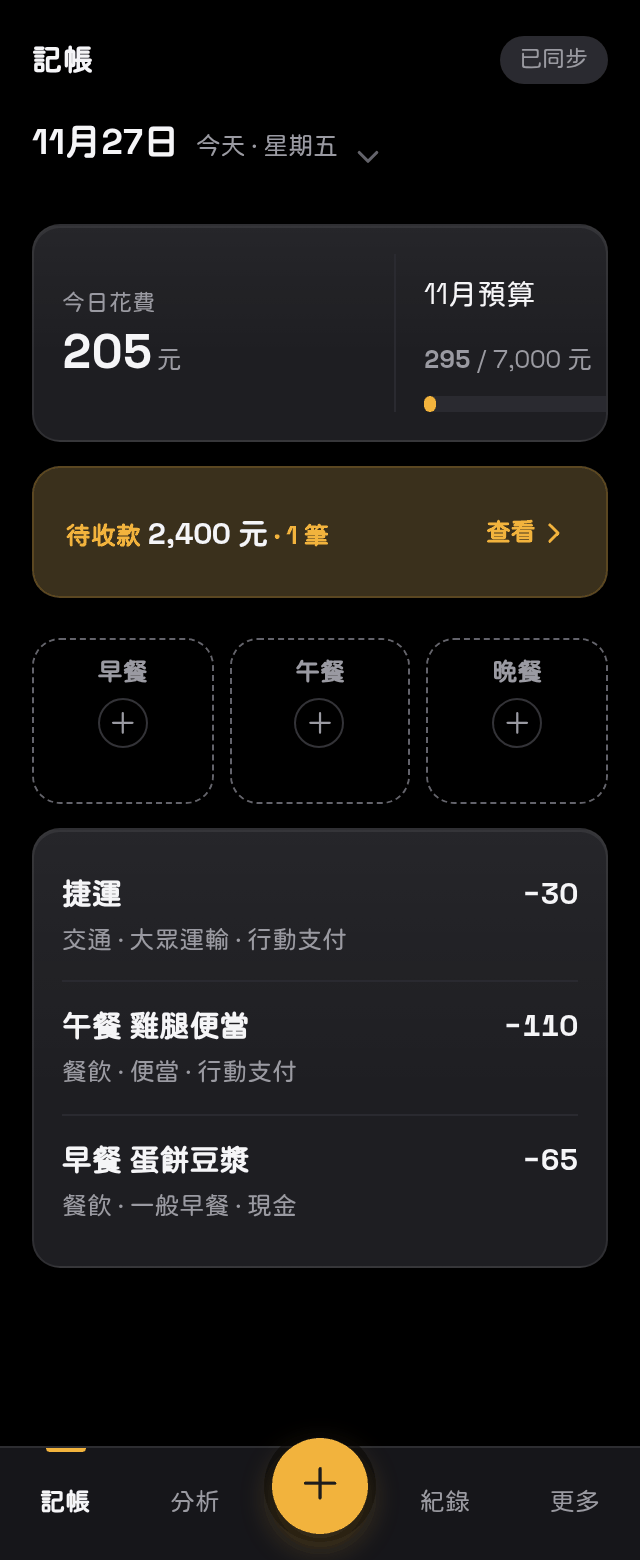 記帳
已同步
11月27日 今天 · 星期五
今日花費
205 元
11月預算
295 / 7,000 元
待收款 2,400 元 · 1 筆
查看
早餐
午餐
晚餐
捷運 -30
交通 · 大眾運輸 · 行動支付
午餐 雞腿便當 -110
餐飲 · 便當 · 行動支付
早餐 蛋餅豆漿 -65
餐飲 · 一般早餐 · 現金
記帳
分析
紀錄
更多